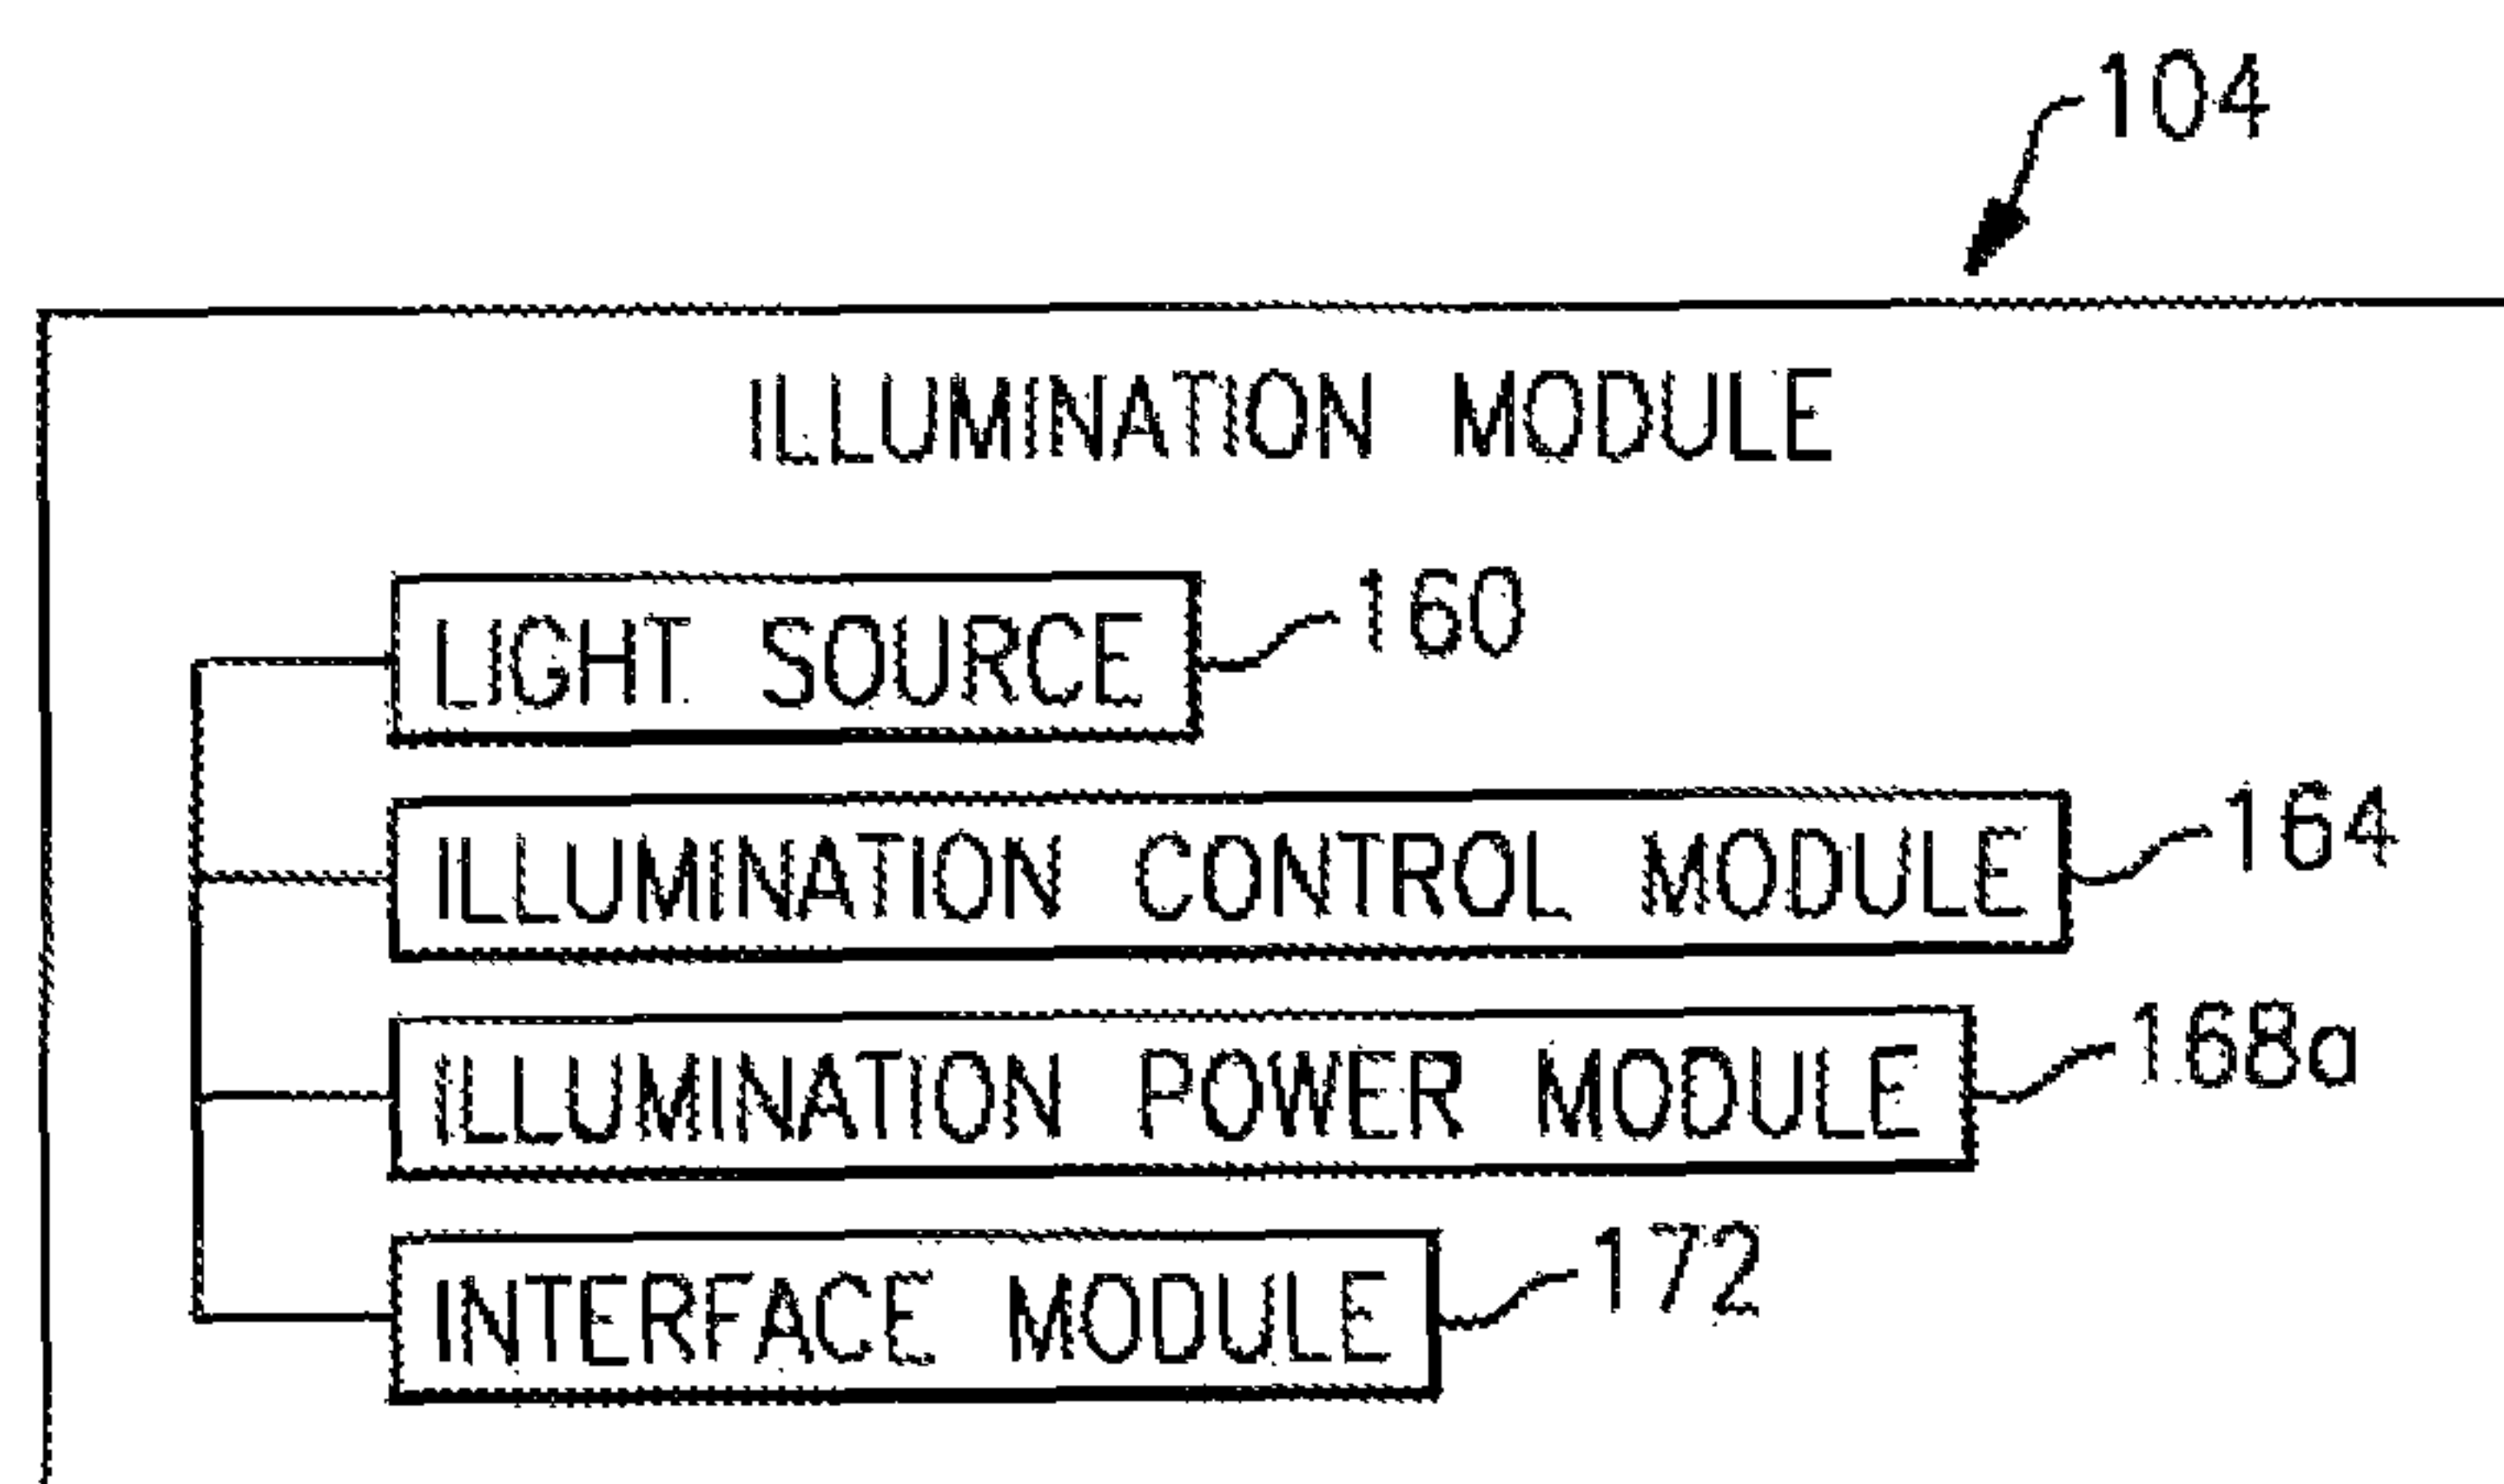 104
ILLUMINATION MODULE
LIGHT SOURCE 160
ILLUMINATION CONTROL MODULE 164
ILLUMINATION POWER MODULE 168a
INTERFACE MODULE 172